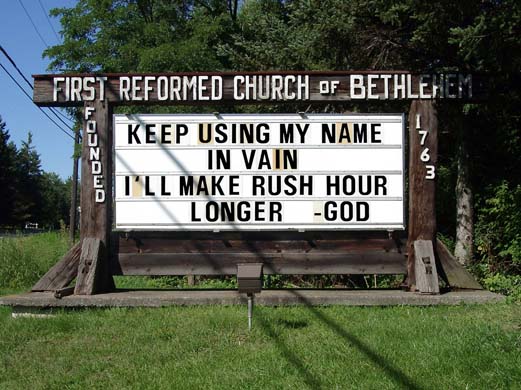 FIRST REFORMED CHURCH OF BETHLEHEM
FOUNDED
1763
KEEP USING MY NAME
IN VAIN
I'LL MAKE RUSH HOUR
LONGER -GOD